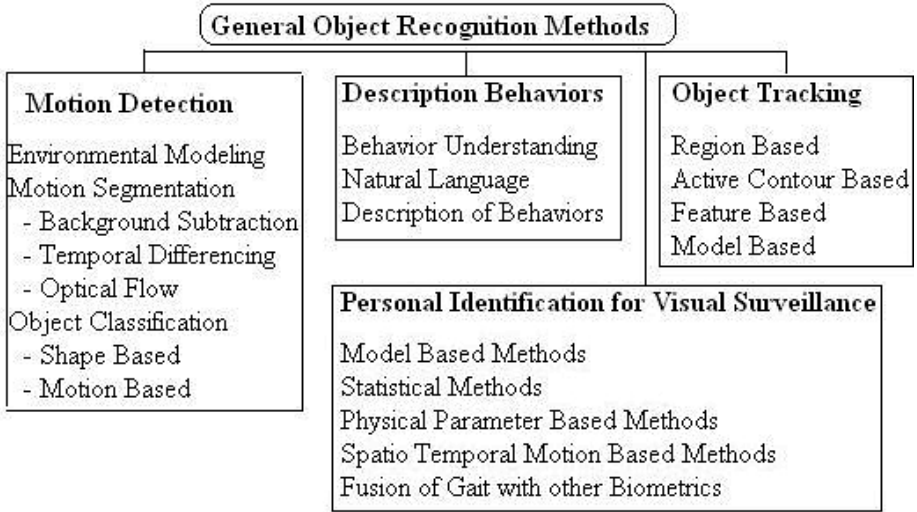 General Object Recognition Methods
Motion Detection
Environmental Modeling
Motion Segmentation
- Background Subtraction
- Temporal Differencing
- Optical Flow
Object Classification
- Shape Based
- Motion Based
Description Behaviors
Behavior Understanding
Natural Language
Description of Behaviors
Object Tracking
Region Based
Active Contour Based
Feature Based
Model Based
Personal Identification for Visual Surveillance
Model Based Methods
Statistical Methods
Physical Parameter Based Methods
Spatio Temporal Motion Based Methods
Fusion of Gait with other Biometrics